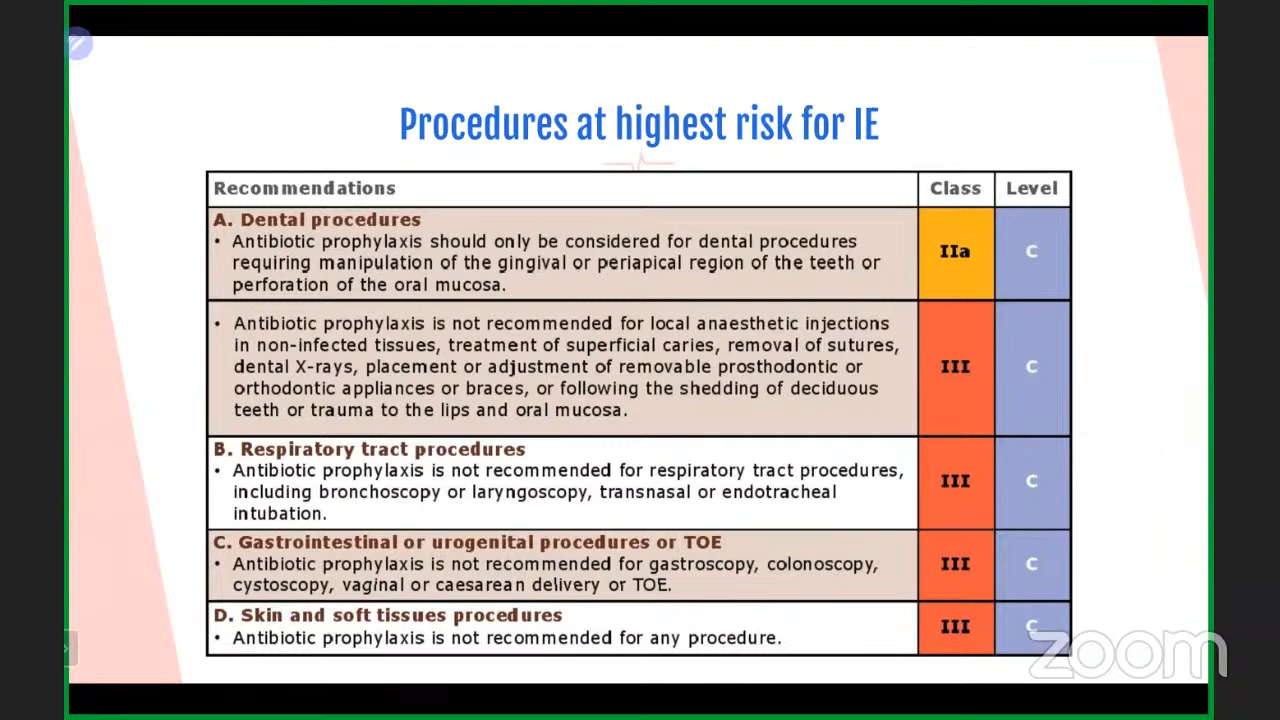 Procedures at highest risk for IE
Recommendations Class Level
A. Dental procedures
• Antibiotic prophylaxis should only be considered for dental procedures
requiring manipulation of the gingival or periapical region of the teeth or
perforation of the oral mucosa.
IIa C
• Antibiotic prophylaxis is not recommended for local anaesthetic injections
in non-infected tissues, treatment of superficial caries, removal of sutures,
dental X-rays, placement or adjustment of removable prosthodontic or
orthodontic appliances or braces, or following the shedding of deciduous
teeth or trauma to the lips and oral mucosa.
III C
B. Respiratory tract procedures
• Antibiotic prophylaxis is not recommended for respiratory tract procedures,
including bronchoscopy or laryngoscopy, transnasal or endotracheal
intubation.
III C
C. Gastrointestinal or urogenital procedures or TOE
• Antibiotic prophylaxis is not recommended for gastroscopy, colonoscopy,
cystoscopy, vaginal or caesarean delivery or TOE.
III C
D. Skin and soft tissues procedures
• Antibiotic prophylaxis is not recommended for any procedure.
III C
zoom